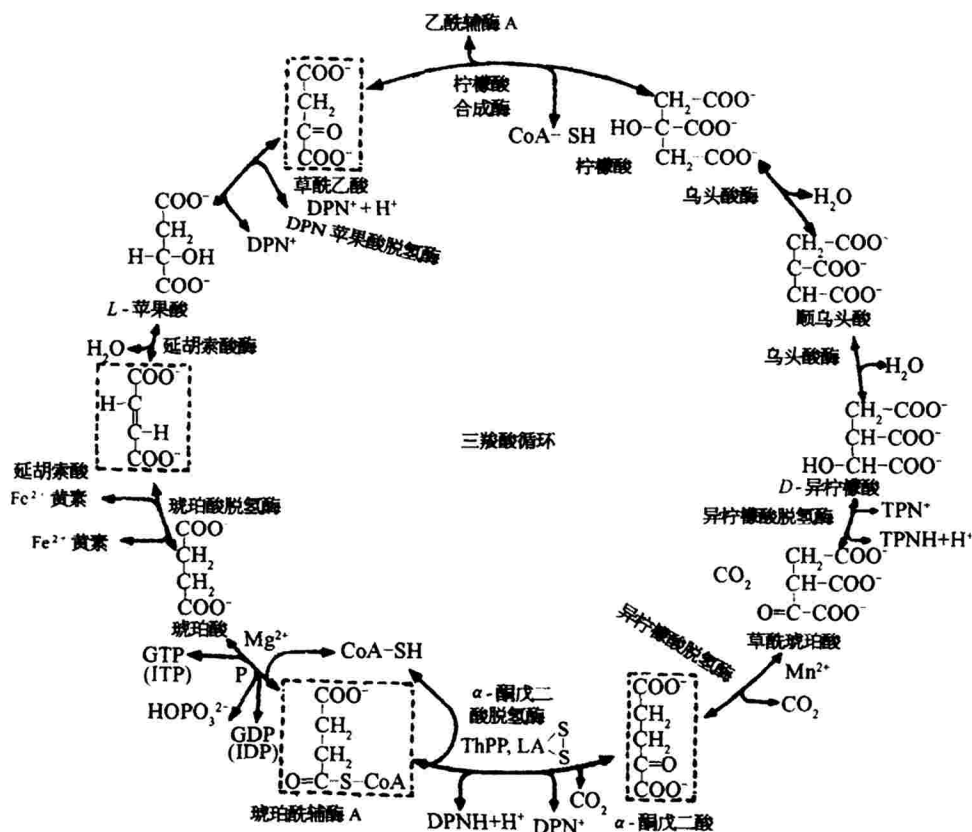 乙酰辅酶 A
柠檬酸
合成酶
CoA- SH
COO⁻
CH₂
C=O
COO⁻
草酰乙酸
DPN⁺ + H⁺
DPN 苹果酸脱氢酶
DPN⁺
CH₂-COO⁻
HO-C-COO⁻
CH₂-COO⁻
柠檬酸
乌头酸酶
H₂O
CH₂-COO⁻
C-COO⁻
CH-COO⁻
顺乌头酸
乌头酸酶
H₂O
CH₂-COO⁻
CH-COO⁻
HO-CH-COO⁻
D-异柠檬酸
异柠檬酸脱氢酶
TPN⁺
TPNH+H⁺
CO₂
CH₂-COO⁻
CH-COO⁻
O=C-COO⁻
草酰琥珀酸
异柠檬酸脱氢酶
Mn²⁺
CO₂
COO⁻
CH₂
CH₂
C=O
COO⁻
α-酮戊二酸
α-酮戊二
酸脱氢酶
ThPP, LA
S
S
CO₂
DPN⁺
DPNH+H⁺
COO⁻
CH₂
CH₂
O=C-S-CoA
琥珀酰辅酶 A
CoA-SH
Mg²⁺
P
GTP
(ITP)
HOPO₃²⁻
GDP
(IDP)
COO⁻
CH₂
CH₂
COO⁻
琥珀酸
琥珀酸脱氢酶
Fe²⁺ 黄素
Fe²⁺ 黄素
COO⁻
H-C
C-H
COO⁻
延胡索酸
延胡索酸酶
H₂O
COO⁻
CH₂
H-C-OH
COO⁻
L-苹果酸
三羧酸循环